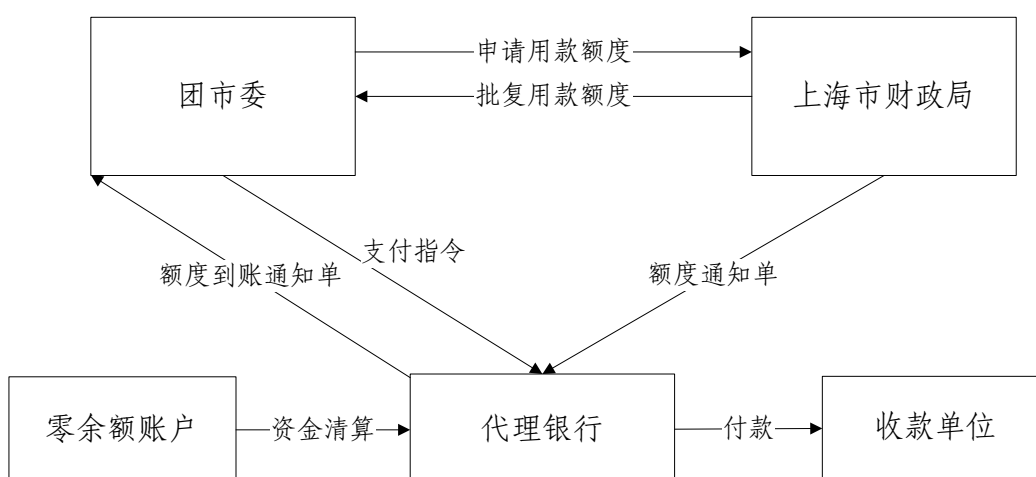 申请用款额度
团市委
上海市财政局
批复用款额度
支付指令
额度到账通知单
额度通知单
零余额账户
资金清算
代理银行
付款
收款单位